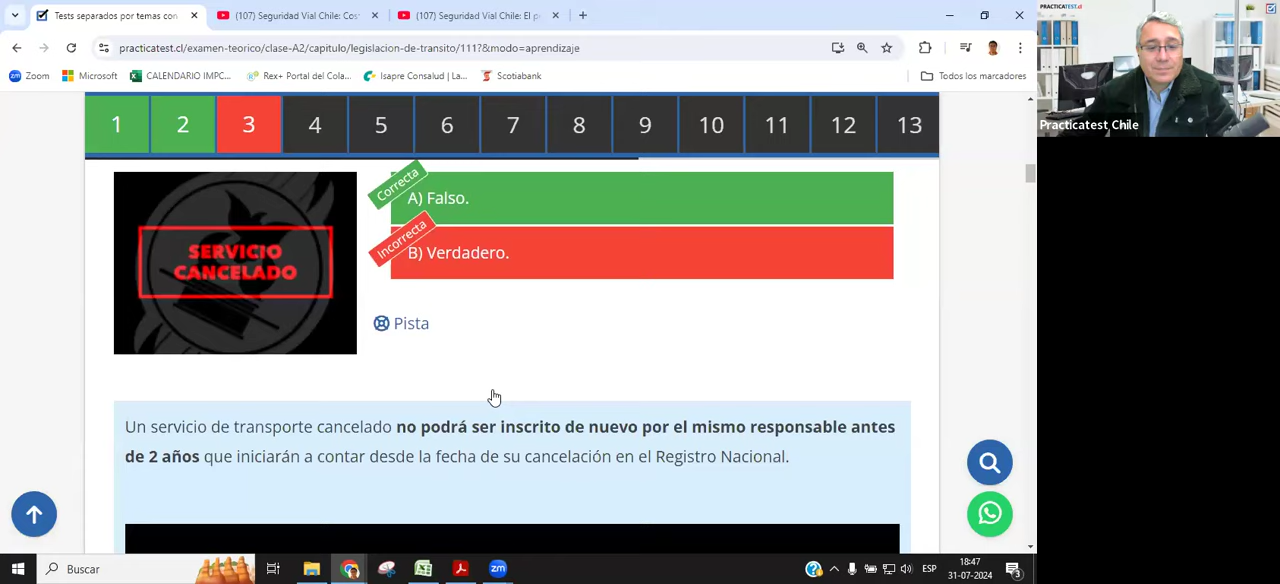 Tests separados por temas con
(107) Seguridad Vial Chile: cons
(107) Seguridad Vial Chile: El p
practicatest.cl/examen-teorico/clase-A2/capitulo/legislacion-de-transito/111?&modo=aprendizaje
Zoom
Microsoft
CALENDARIO IMPC...
Rex+ Portal del Col...
Isapre Consalud | La...
Scotiabank
Todos los marcadores
PRACTICATEST.cl
Practicatest Chile
1 2 3 4 5 6 7 8 9 10 11 12 13
SERVICIO
CANCELADO
Correcta
A) Falso.
Incorrecta
B) Verdadero.
Pista
Un servicio de transporte cancelado no podrá ser inscrito de nuevo por el mismo responsable antes
de 2 años que iniciaran a contar desde la fecha de su cancelación en el Registro Nacional.
Buscar
ESP
18:47
31-07-2024
3